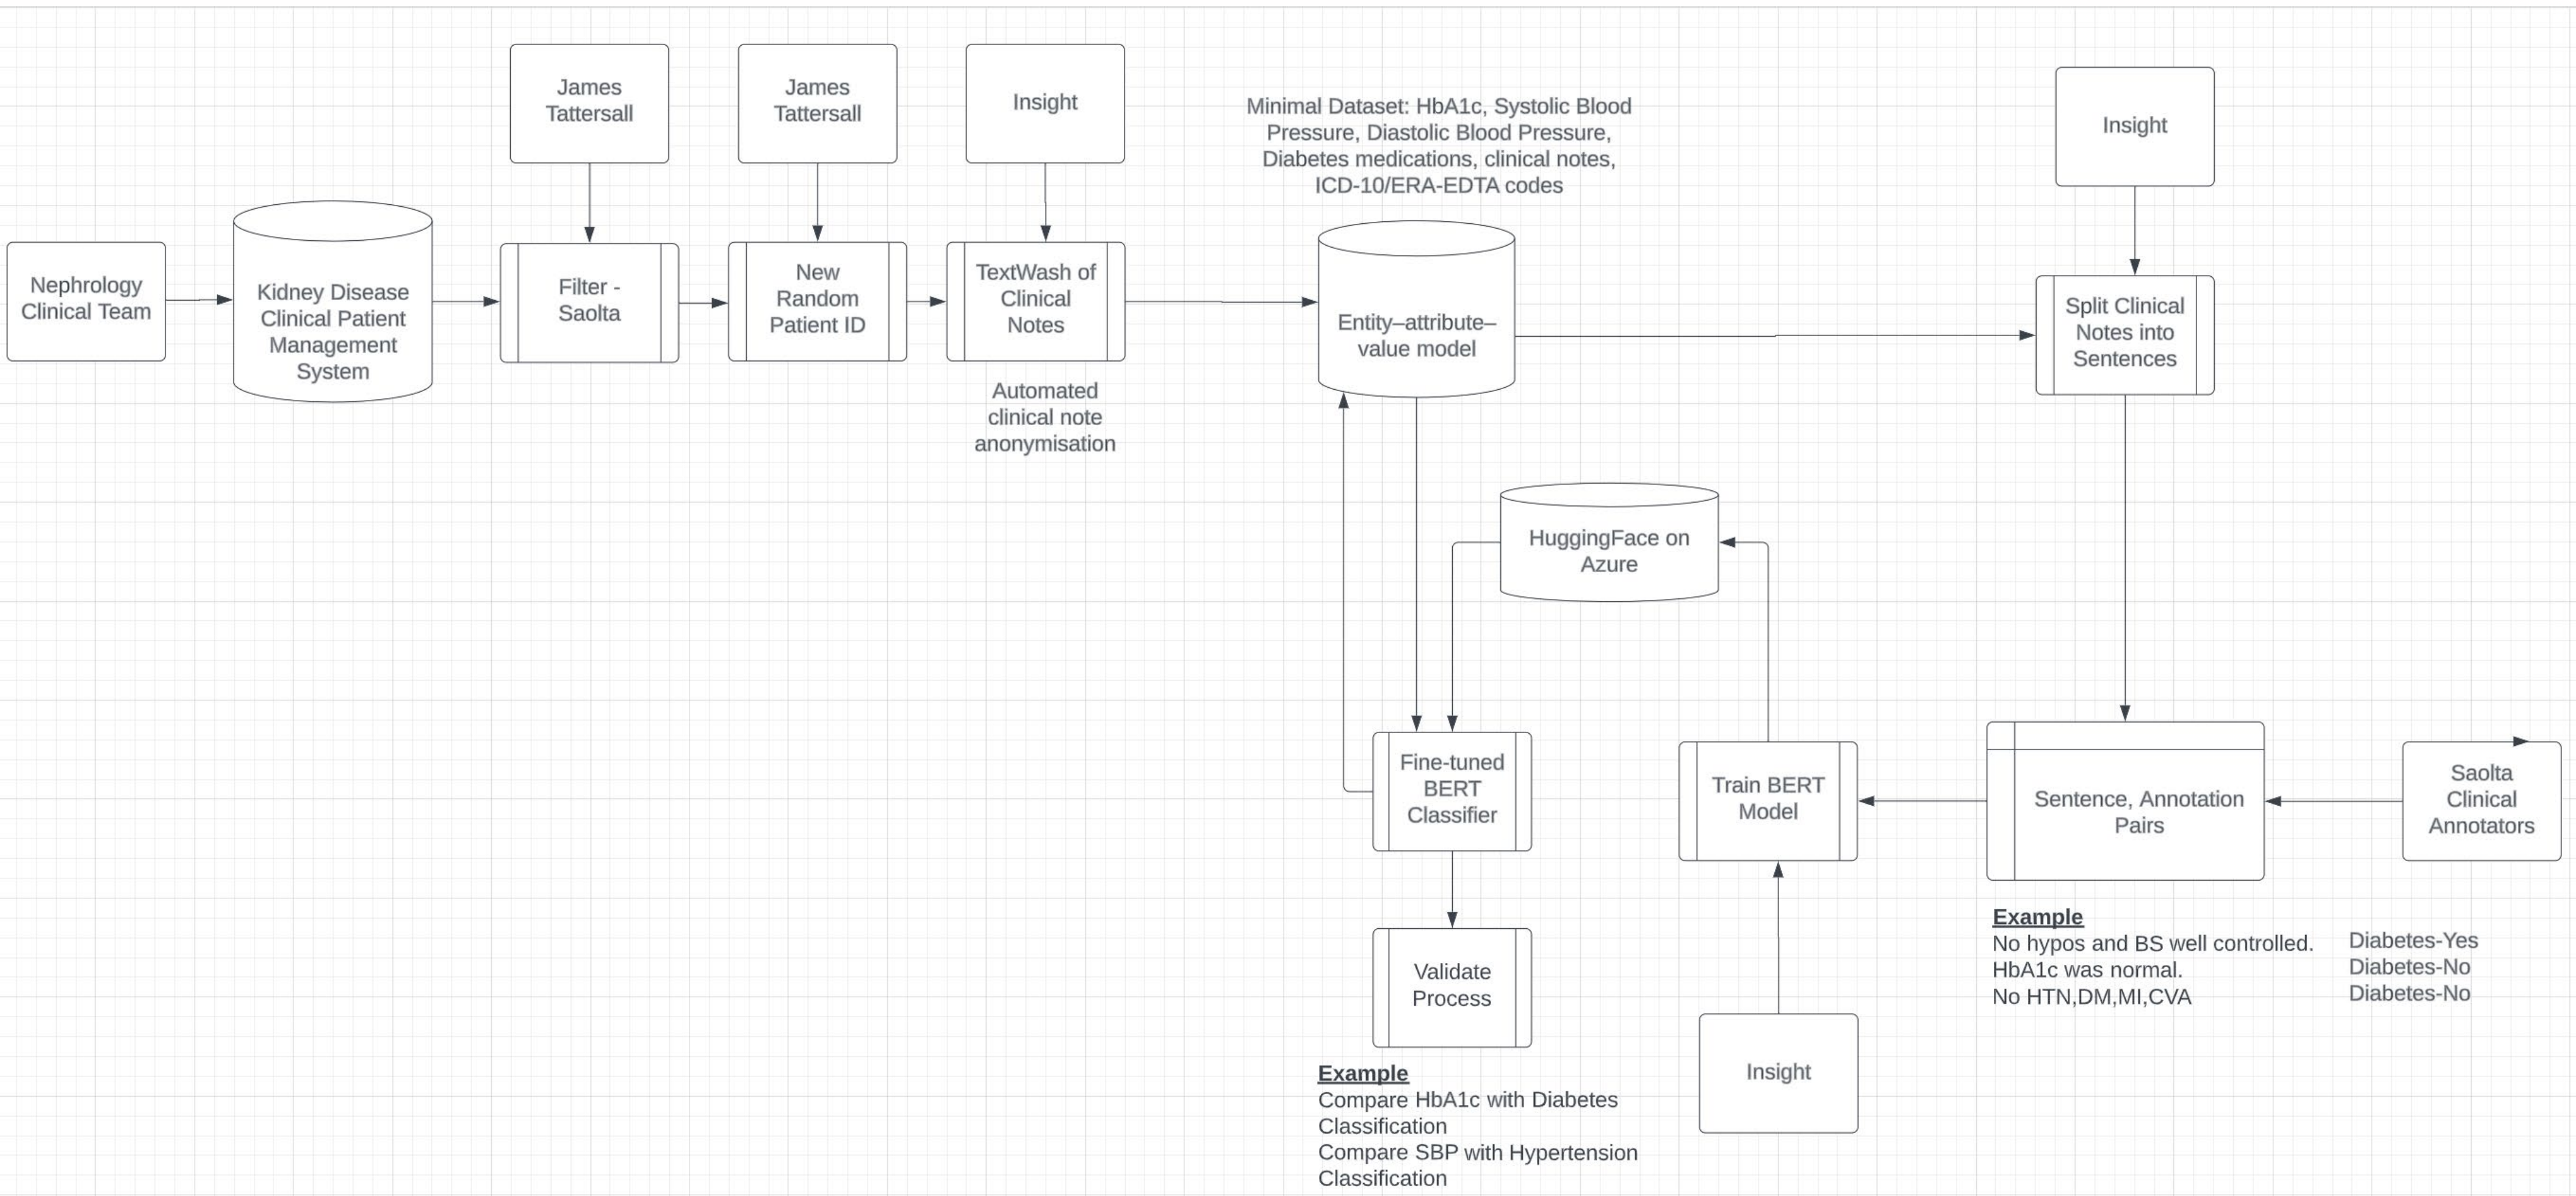 James
Tattersall
James
Tattersall
Insight
Minimal Dataset: HbA1c, Systolic Blood
Pressure, Diastolic Blood Pressure,
Diabetes medications, clinical notes,
ICD-10/ERA-EDTA codes
Insight
Nephrology
Clinical Team
Kidney Disease
Clinical Patient
Management
System
Filter -
Saolta
New
Random
Patient ID
TextWash of
Clinical
Notes
Automated
clinical note
anonymisation
Entity–attribute–
value model
Split Clinical
Notes into
Sentences
HuggingFace on
Azure
Fine-tuned
BERT
Classifier
Train BERT
Model
Sentence, Annotation
Pairs
Saolta
Clinical
Annotators
Example
No hypos and BS well controlled.
HbA1c was normal.
No HTN,DM,MI,CVA
Diabetes-Yes
Diabetes-No
Diabetes-No
Validate
Process
Example
Compare HbA1c with Diabetes
Classification
Compare SBP with Hypertension
Classification
Insight